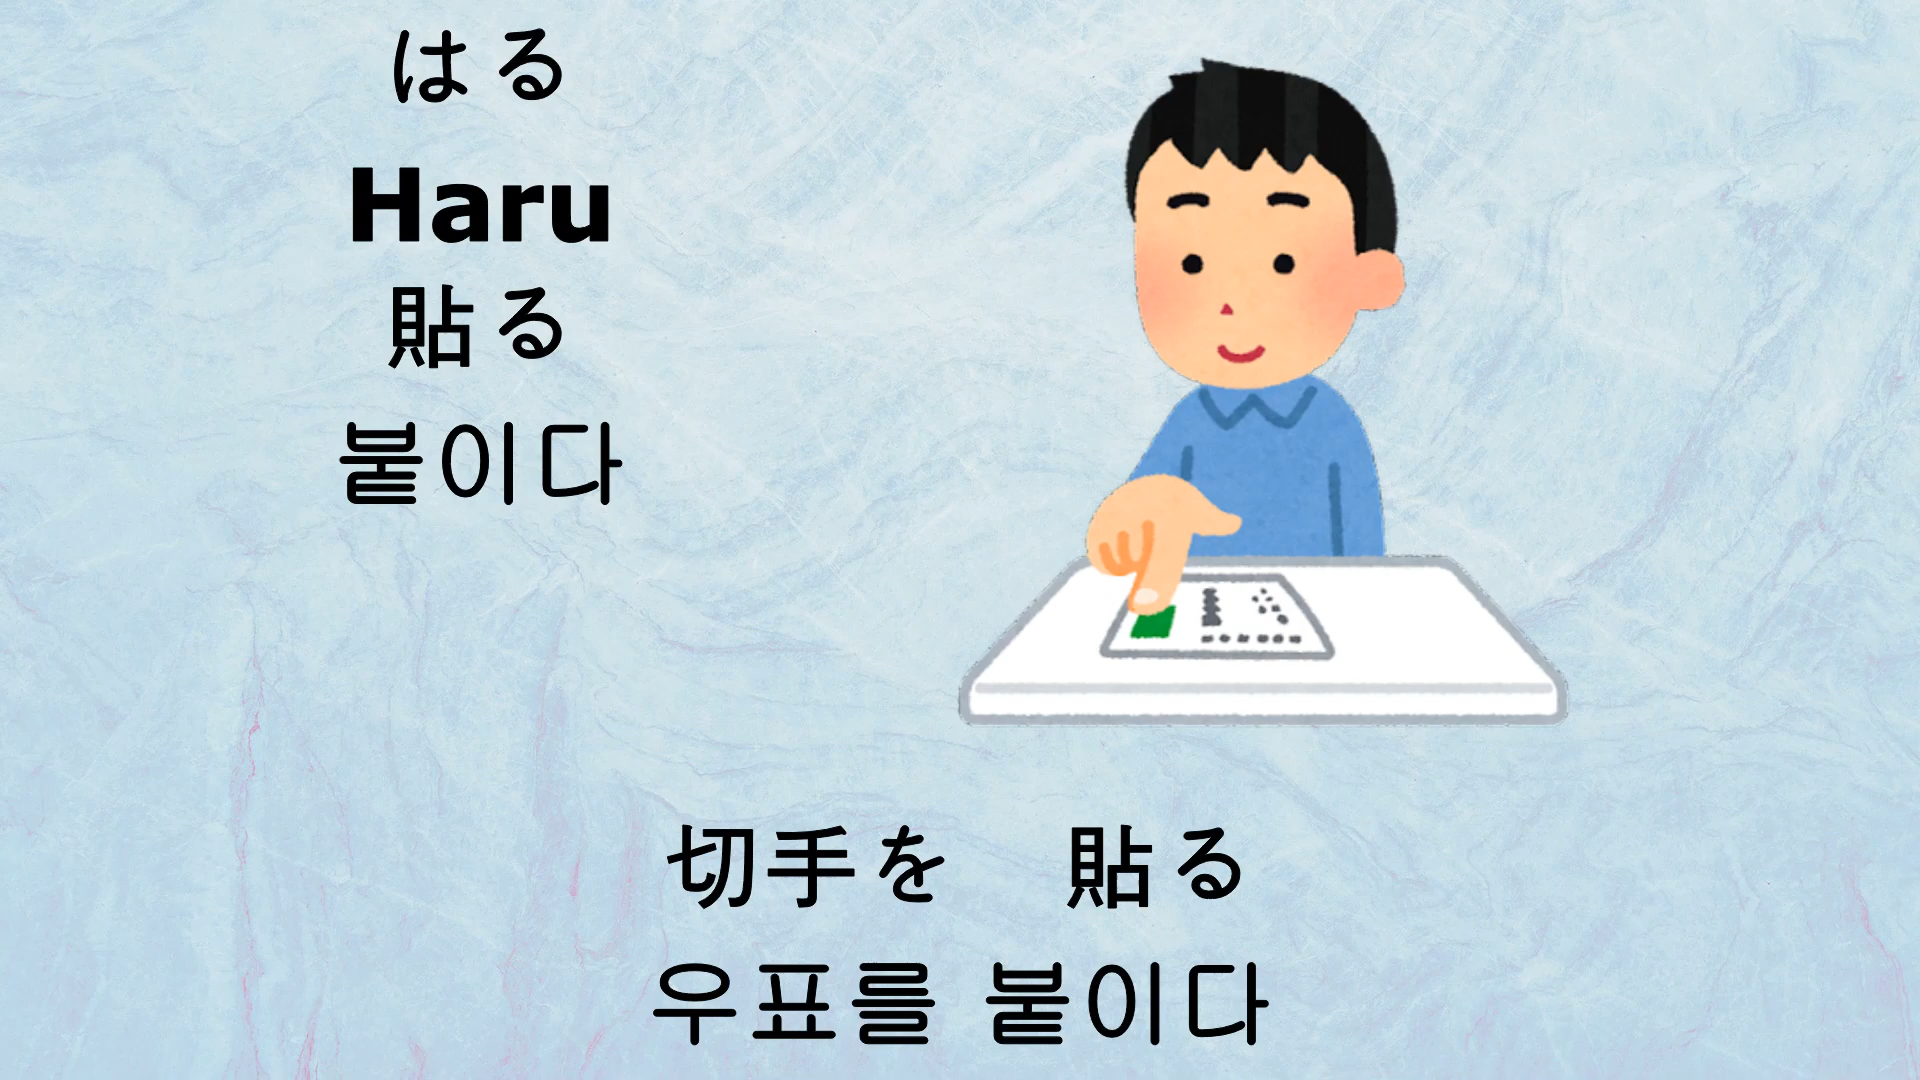 はる
Haru
貼る
붙이다
切手を　貼る
우표를 붙이다